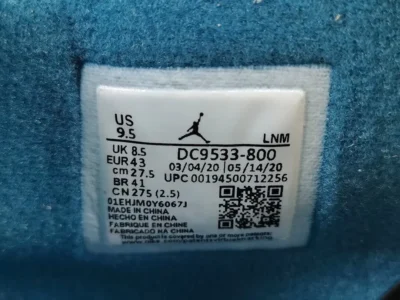 US
9.5
LNM
UK 8.5
EUR 43
cm 27.5
BR 41
CN 275 (2.5)
DC9533-800
03/04/20 05/14/20
UPC 00194500712256
01EHJM0Y6067J
MADE IN CHINA
HECHO EN CHINA
FABRIQUE EN CHINE
FABRICADO NA CHINA